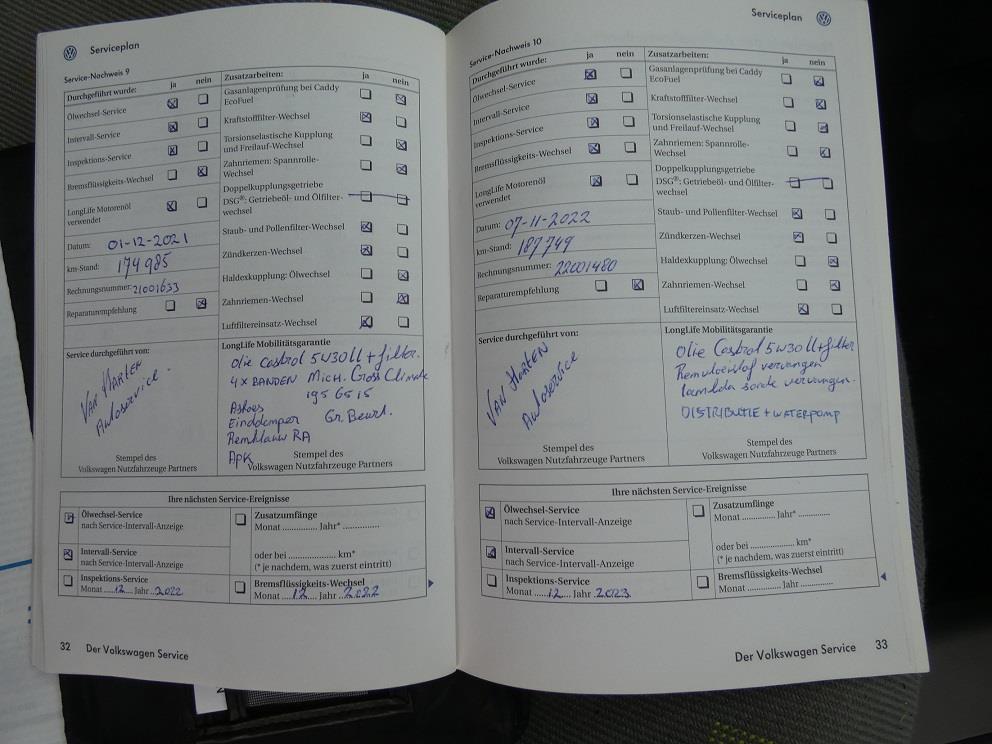 Serviceplan
Service-Nachweis 9
Durchgeführt wurde: ja nein
Ölwechsel-Service
Intervall-Service
Inspektions-Service
Bremsflüssigkeits-Wechsel
LongLife Motorenöl
verwendet
Datum: 01-12-2021
km-Stand: 174985
Rechnungsnummer: 21001633
Reparaturempfehlung
Zusatzarbeiten: ja nein
Gasanlagenprüfung bei Caddy
EcoFuel
Kraftstofffilter-Wechsel
Torsionselastische Kupplung
und Freilauf-Wechsel
Zahnriemen: Spannrolle-
Wechsel
Doppelkupplungsgetriebe
DSG®: Getriebeöl- und Ölfilter-
wechsel
Staub- und Pollenfilter-Wechsel
Zündkerzen-Wechsel
Haldexkupplung: Ölwechsel
Zahnriemen-Wechsel
Luftfiltereinsatz-Wechsel
Service durchgeführt von:
Van Harten
Autoservice
Stempel des
Volkswagen Nutzfahrzeuge Partners
LongLife Mobilitätsgarantie
Olie Castrol 5W30 ll + filter.
4x BANDEN Mich. Cross Climate
195 65 15
Ashoes Gr. Beurt.
Einddemper
Remklauw RA
APK
Stempel des
Volkswagen Nutzfahrzeuge Partners
Ihre nächsten Service-Ereignisse
Ölwechsel-Service
nach Service-Intervall-Anzeige
Intervall-Service
nach Service-Intervall-Anzeige
Inspektions-Service
Monat 12 Jahr 2022
Zusatzumfänge
Monat Jahr*
oder bei km*
(* je nachdem, was zuerst eintritt)
Bremsflüssigkeits-Wechsel
Monat 12 Jahr 2022
32 Der Volkswagen Service
Serviceplan
Service-Nachweis 10
Durchgeführt wurde: ja nein
Ölwechsel-Service
Intervall-Service
Inspektions-Service
Bremsflüssigkeits-Wechsel
LongLife Motorenöl
verwendet
Datum: 07-11-2022
km-Stand: 187749
Rechnungsnummer: 22001480
Reparaturempfehlung
Zusatzarbeiten: ja nein
Gasanlagenprüfung bei Caddy
EcoFuel
Kraftstofffilter-Wechsel
Torsionselastische Kupplung
und Freilauf-Wechsel
Zahnriemen: Spannrolle-
Wechsel
Doppelkupplungsgetriebe
DSG®: Getriebeöl- und Ölfilter-
wechsel
Staub- und Pollenfilter-Wechsel
Zündkerzen-Wechsel
Haldexkupplung: Ölwechsel
Zahnriemen-Wechsel
Luftfiltereinsatz-Wechsel
Service durchgeführt von:
Van Harten
Autoservice
Stempel des
Volkswagen Nutzfahrzeuge Partners
LongLife Mobilitätsgarantie
Olie Castrol 5W30 ll + filter
Remvloeistof vervangen
lambda sonde vervangen.
DISTRIBUTIE + WATERPOMP
Stempel des
Volkswagen Nutzfahrzeuge Partners
Ihre nächsten Service-Ereignisse
Ölwechsel-Service
nach Service-Intervall-Anzeige
Intervall-Service
nach Service-Intervall-Anzeige
Inspektions-Service
Monat 12 Jahr 2023
Zusatzumfänge
Monat Jahr*
oder bei km*
(* je nachdem, was zuerst eintritt)
Bremsflüssigkeits-Wechsel
Monat Jahr
Der Volkswagen Service 33